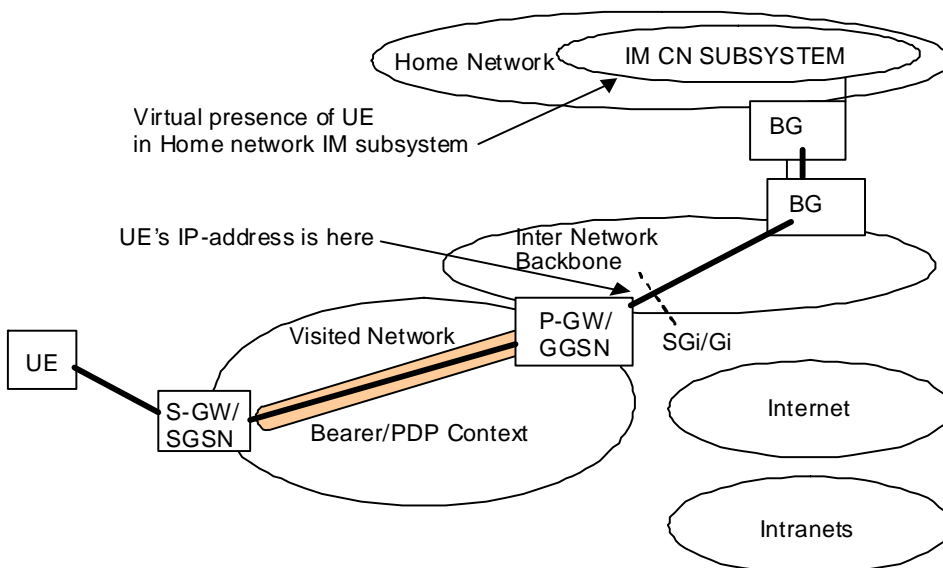 Home Network
IM CN SUBSYSTEM
Virtual presence of UE
in Home network IM subsystem
BG
BG
UE's IP-address is here
Inter Network
Backbone
P-GW/
GGSN
SGi/Gi
Visited Network
UE
S-GW/
SGSN
Bearer/PDP Context
Internet
Intranets